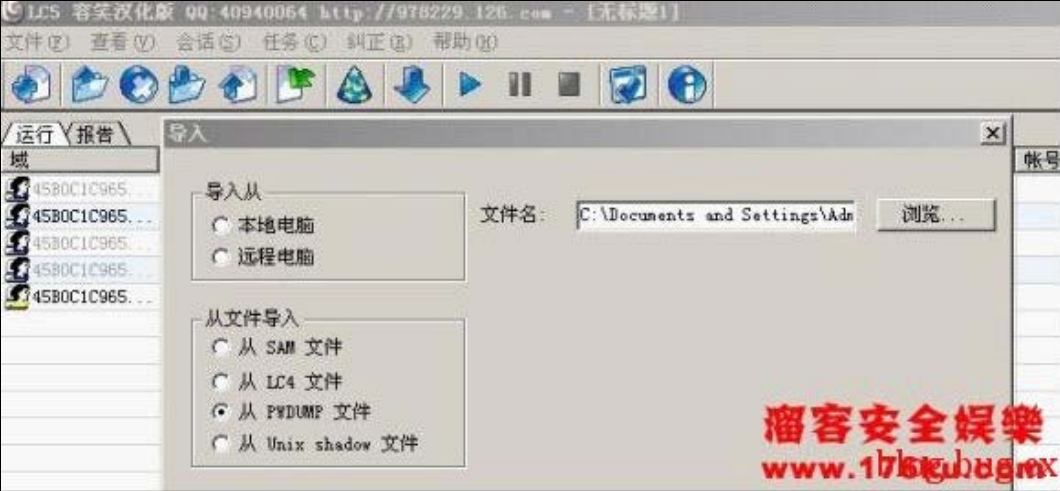 LC5 容笑汉化版 QQ:40940064 http://978229.126.com - [无标题1]
文件(F) 查看(V) 会话(S) 任务(C) 纠正(R) 帮助(H)
运行 报告
导入
域
帐号
45B0C1C965...
45B0C1C965...
45B0C1C965...
45B0C1C965...
45B0C1C965...
导入从
本地电脑
远程电脑
文件名:
C:\Documents and Settings\Adm
浏览...
从文件导入
从 SAM 文件
从 LC4 文件
从 PWDUMP 文件
从 Unix shadow 文件
溜客安全娱樂
www.176ku.com